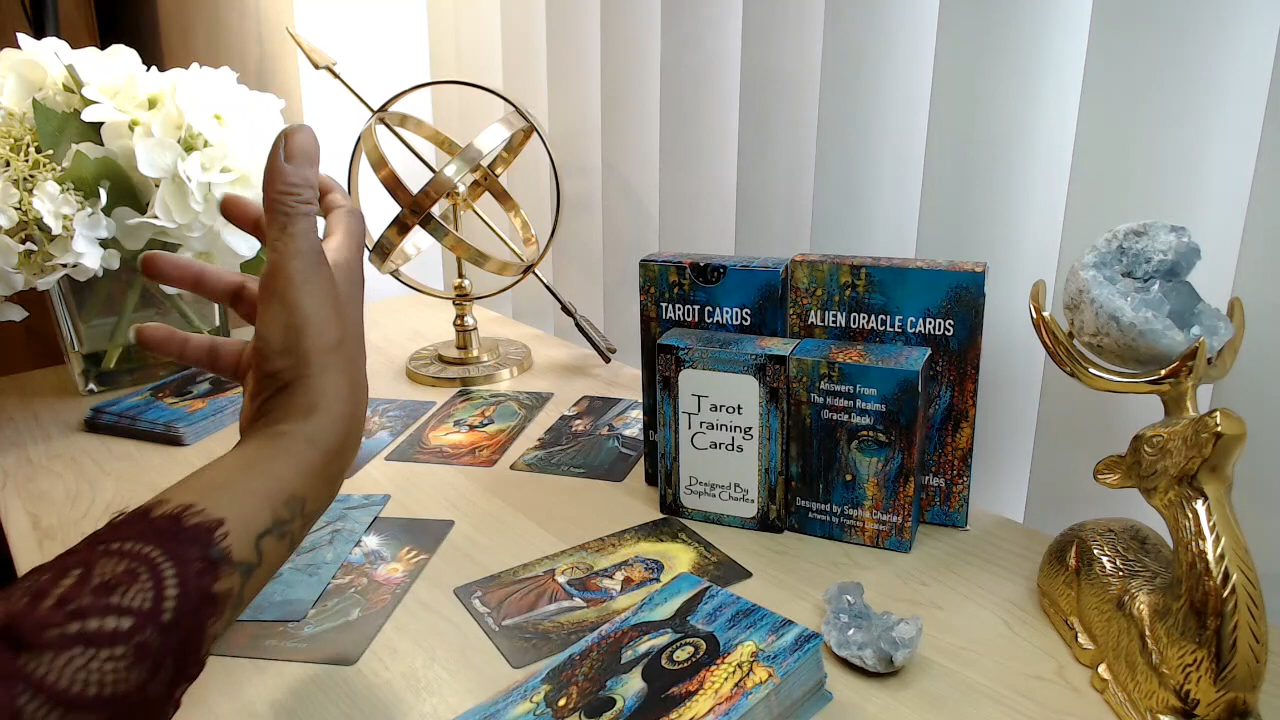 TAROT CARDS
ALIEN ORACLE CARDS
Tarot
Training
Cards
Designed By
Sophia Charles
Answers From
The Hidden Realms
(Oracle Deck)
Designed by Sophia Charles
Artwork by Frances